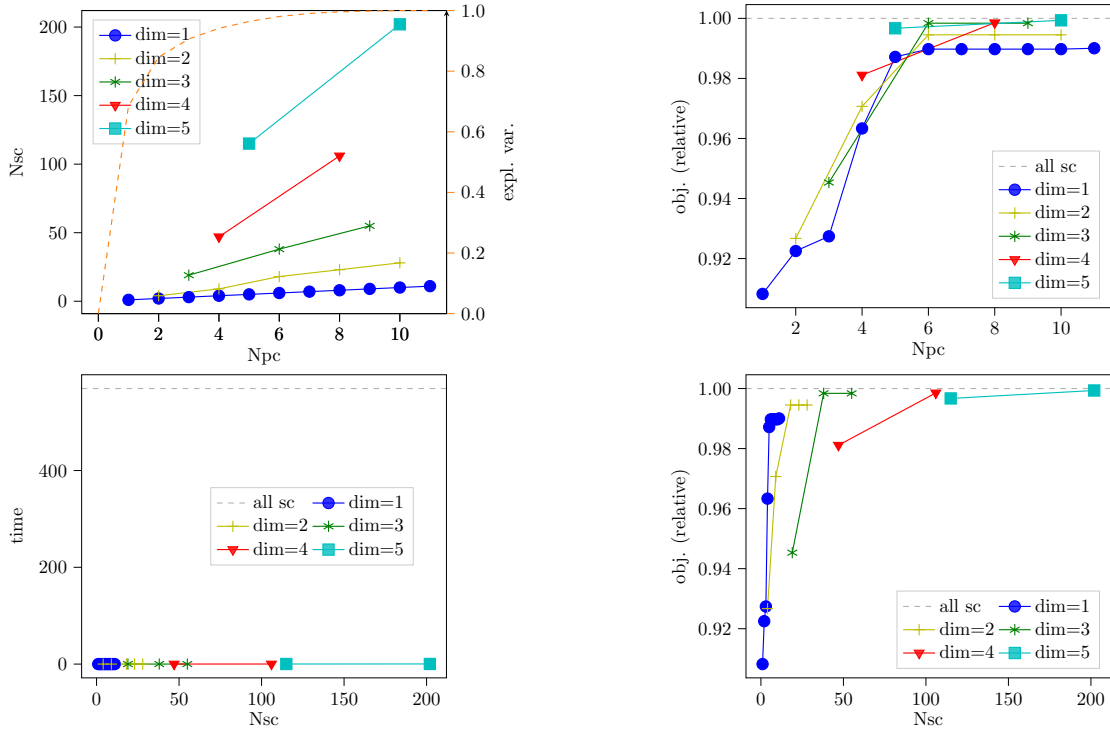 200
150
100
50
0
Nsc
dim=1
dim=2
dim=3
dim=4
dim=5
1.0
0.8
0.6
0.4
0.2
0.0
expl. var.
0 2 4 6 8 10
Npc
1.00
0.98
0.96
0.94
0.92
obj. (relative)
all sc
dim=1
dim=2
dim=3
dim=4
dim=5
2 4 6 8 10
Npc
400
200
0
time
all sc dim=1
dim=2 dim=3
dim=4 dim=5
0 50 100 150 200
Nsc
1.00
0.98
0.96
0.94
0.92
obj. (relative)
all sc dim=1
dim=2 dim=3
dim=4 dim=5
0 50 100 150 200
Nsc